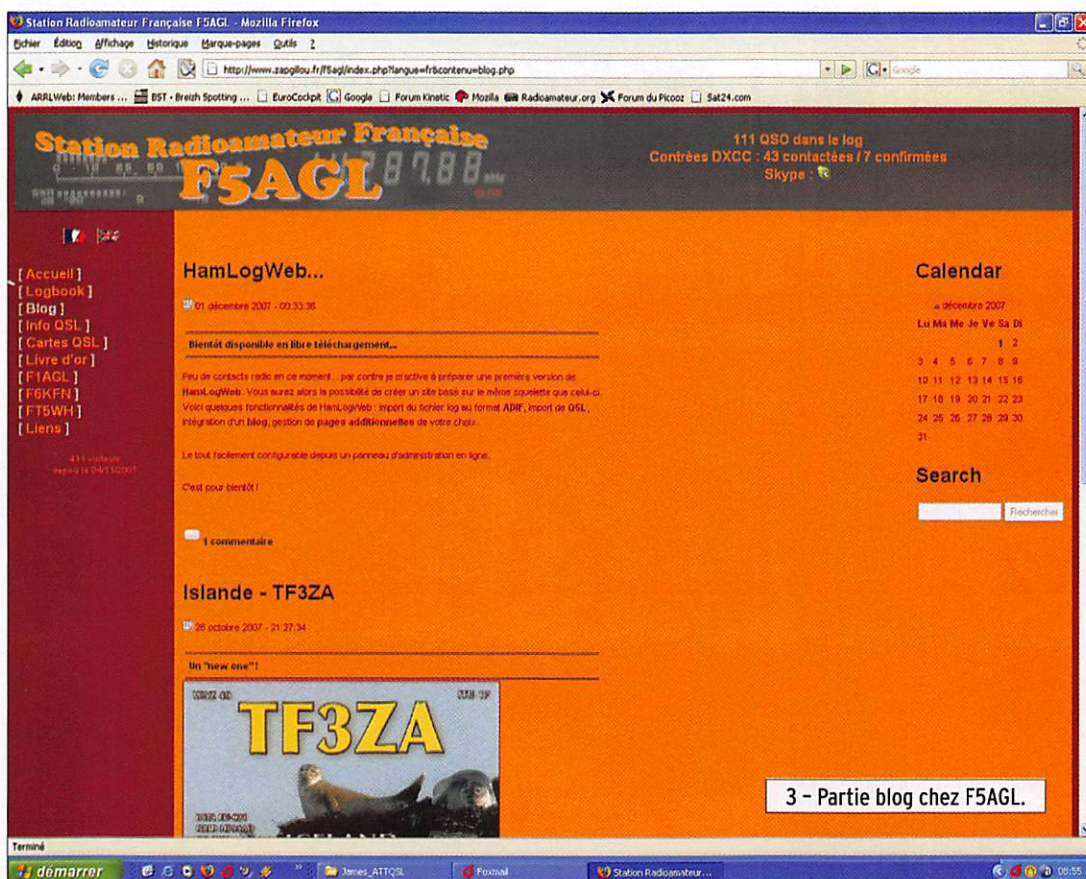 Station Radioamateur Française F5AGL - Mozilla Firefox
Fichier Édition Affichage Historique Marque-pages Outils ?
http://www.zapgillou.fr/f5agl/index.php?langue=fr&contenu=blog.php
Google
ARRLWeb: Members ... BST - Breizh Spotting ... EuroCockpit Google Forum Kinetic Mozilla Radioamateur.org Forum du Picooz Sat24.com
Station Radioamateur Française
F5AGL
111 QSO dans le log
Contrées DXCC : 43 contactées / 7 confirmées
Skype :
[ Accueil ]
[ Logbook ]
[ Blog ]
[ Info QSL ]
[ Cartes QSL ]
[ Livre d'or ]
[ F1AGL ]
[ F6KFN ]
[ FT5WH ]
[ Liens ]
visiteurs
depuis le
HamLogWeb...
01 décembre 2007 - 00:33:36
Bientôt disponible en libre téléchargement...
Peu de contacts radio en ce moment... par contre je m'active à préparer une première version de
HamLogWeb. Vous aurez alors la possibilité de créer un site basé sur le même squelette que celui-ci.
Voici quelques fonctionnalités de HamLogWeb : import du fichier log au format ADIF, import de QSL,
intégration d'un blog, gestion de pages additionnelles de votre choix.
Le tout facilement configurable depuis un panneau d'administration en ligne.
C'est pour bientôt !
1 commentaire
Islande - TF3ZA
28 octobre 2007 - 21:27:34
Un "new one" !
TF3ZA
ICELAND
Calendar
« décembre 2007
Lu Ma Me Je Ve Sa Di
1 2
3 4 5 6 7 8 9
10 11 12 13 14 15 16
17 18 19 20 21 22 23
24 25 26 27 28 29 30
31
Search
Rechercher
3 – Partie blog chez F5AGL.
Terminé
démarrer
James_ATTQSL
Foxmail
Station Radioamateur...
08:55